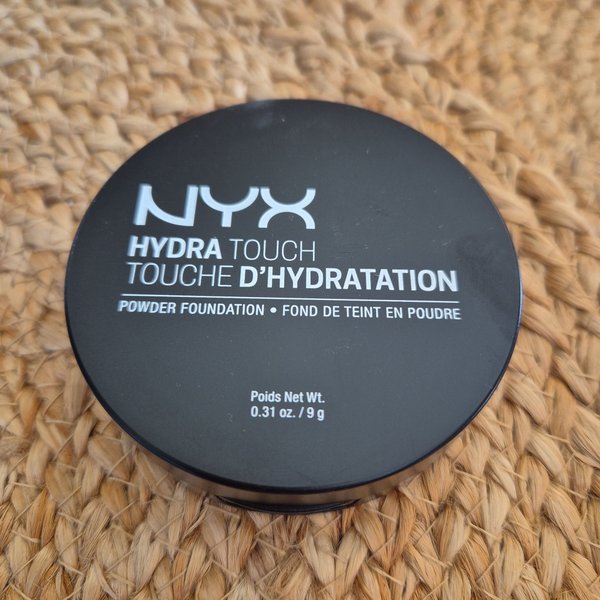 NYX
HYDRA TOUCH
TOUCHE D'HYDRATATION
POWDER FOUNDATION • FOND DE TEINT EN POUDRE
Poids Net Wt.
0.31 oz. / 9 g